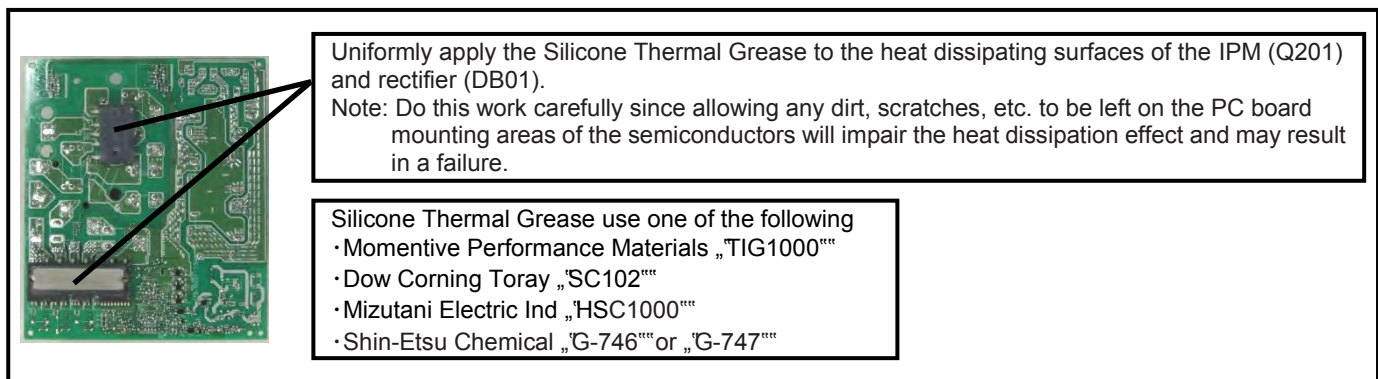 Uniformly apply the Silicone Thermal Grease to the heat dissipating surfaces of the IPM (Q201)
and rectifier (DB01).
Note: Do this work carefully since allowing any dirt, scratches, etc. to be left on the PC board
mounting areas of the semiconductors will impair the heat dissipation effect and may result
in a failure.
Silicone Thermal Grease use one of the following
・Momentive Performance Materials „‟TIG1000‟‟
・Dow Corning Toray „‟SC102‟‟
・Mizutani Electric Ind „‟HSC1000‟‟
・Shin-Etsu Chemical „‟G-746‟‟or „‟G-747‟‟